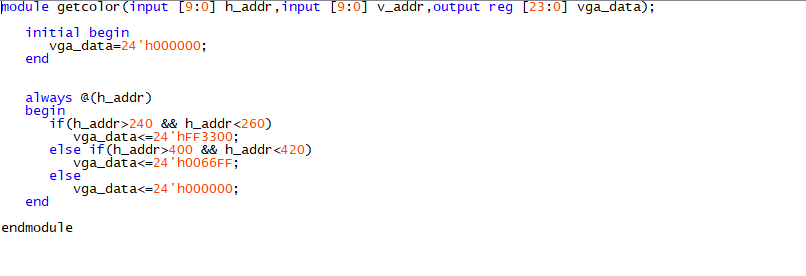 module getcolor(input [9:0] h_addr,input [9:0] v_addr,output reg [23:0] vga_data);
initial begin
vga_data=24'h000000;
end
always @(h_addr)
begin
if(h_addr>240 && h_addr<260)
vga_data<=24'hFF3300;
else if(h_addr>400 && h_addr<420)
vga_data<=24'h0066FF;
else
vga_data<=24'h000000;
end
endmodule